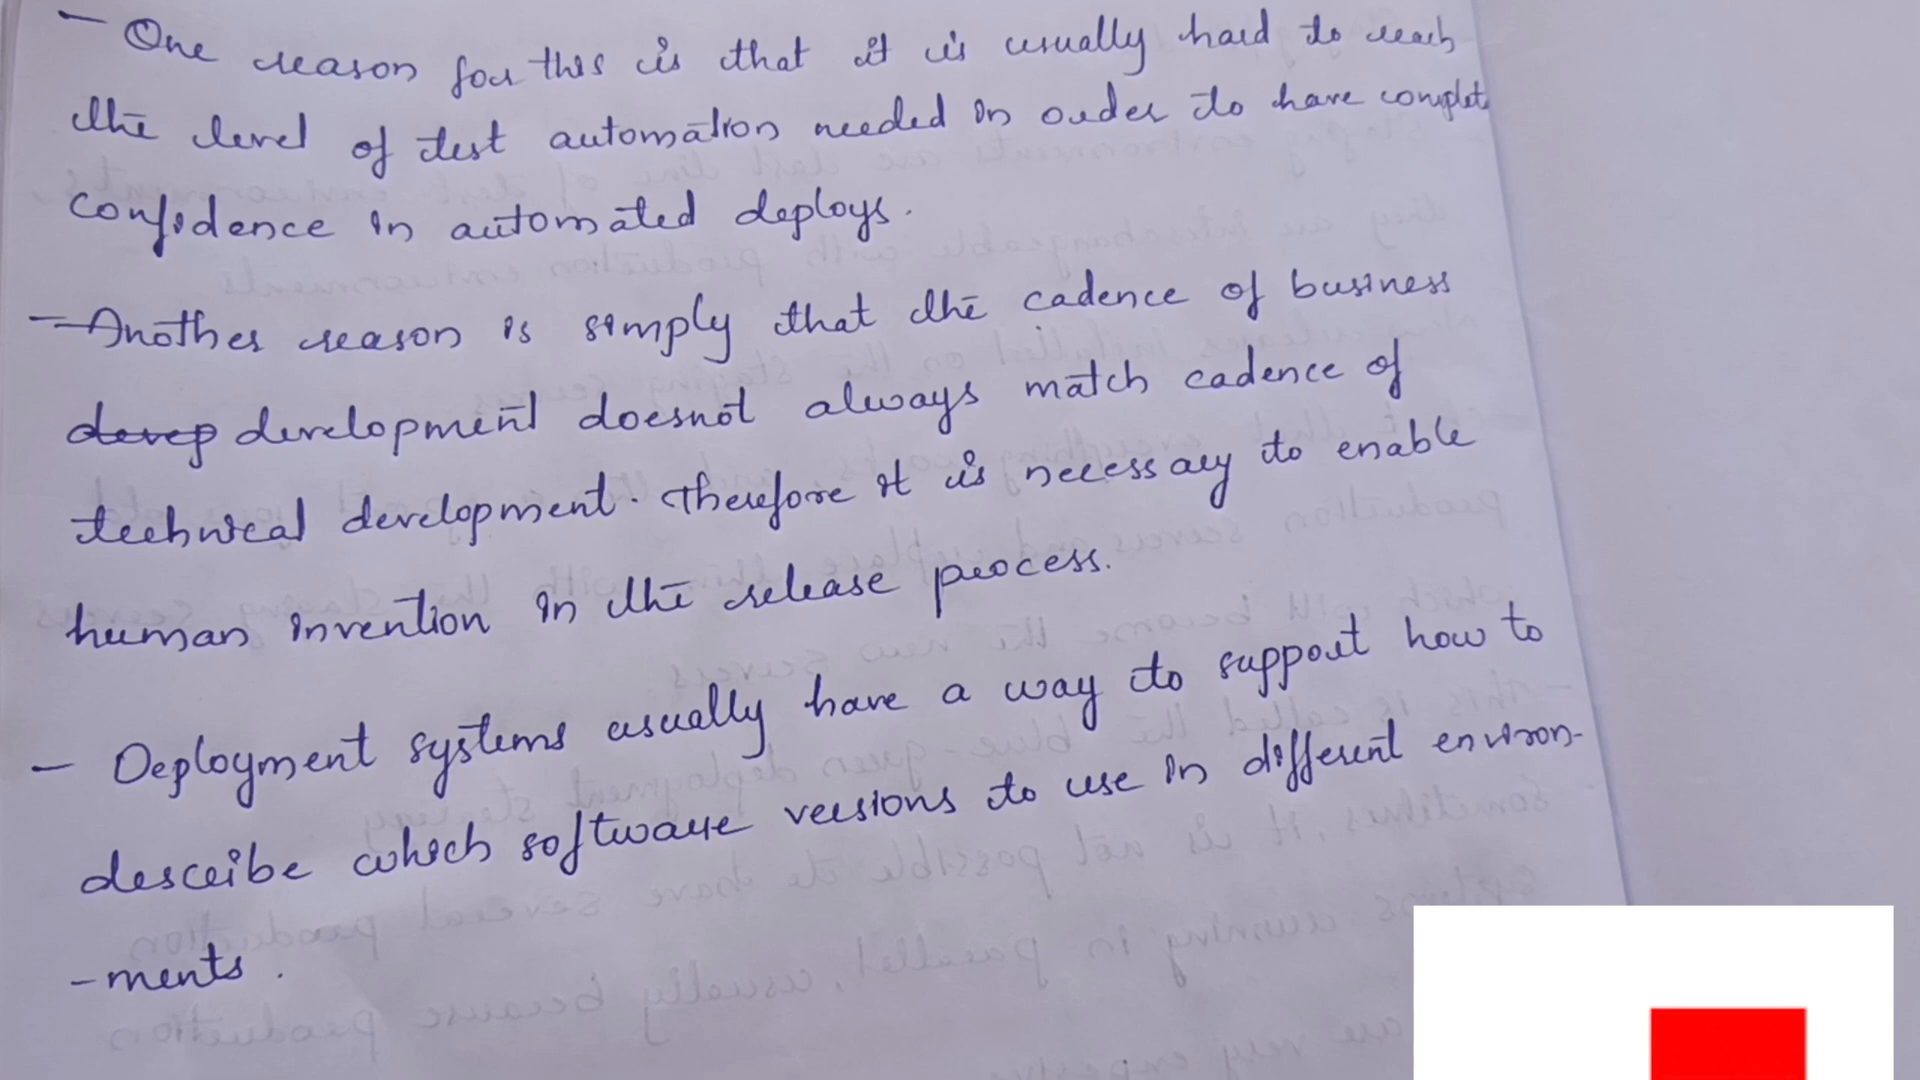 - One reason for this is that it is usually hard to reach
the level of test automation needed in order to have complete
confidence in automated deploys.
- Another reason is simply that the cadence of business
devep development doesnot always match cadence of
technical development. Therefore it is necessary to enable
human invention in the release process.
- Deployment systems usually have a way to support how to
describe which software versions to use in different environ-
-ments.